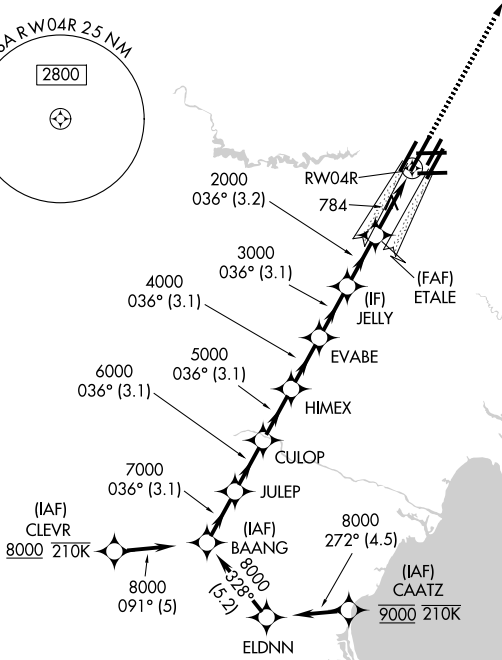 MSA RW04R 25 NM
2800
RW04R
784
2000
036° (3.2)
(FAF)
ETALE
3000
036° (3.1)
(IF)
JELLY
4000
036° (3.1)
EVABE
5000
036° (3.1)
HIMEX
6000
036° (3.1)
CULOP
7000
036° (3.1)
JULEP
(IAF)
CLEVR
8000 210K
8000
091° (5)
(IAF)
BAANG
8000
328°
(5.2)
8000
272° (4.5)
(IAF)
CAATZ
9000 210K
ELDNN